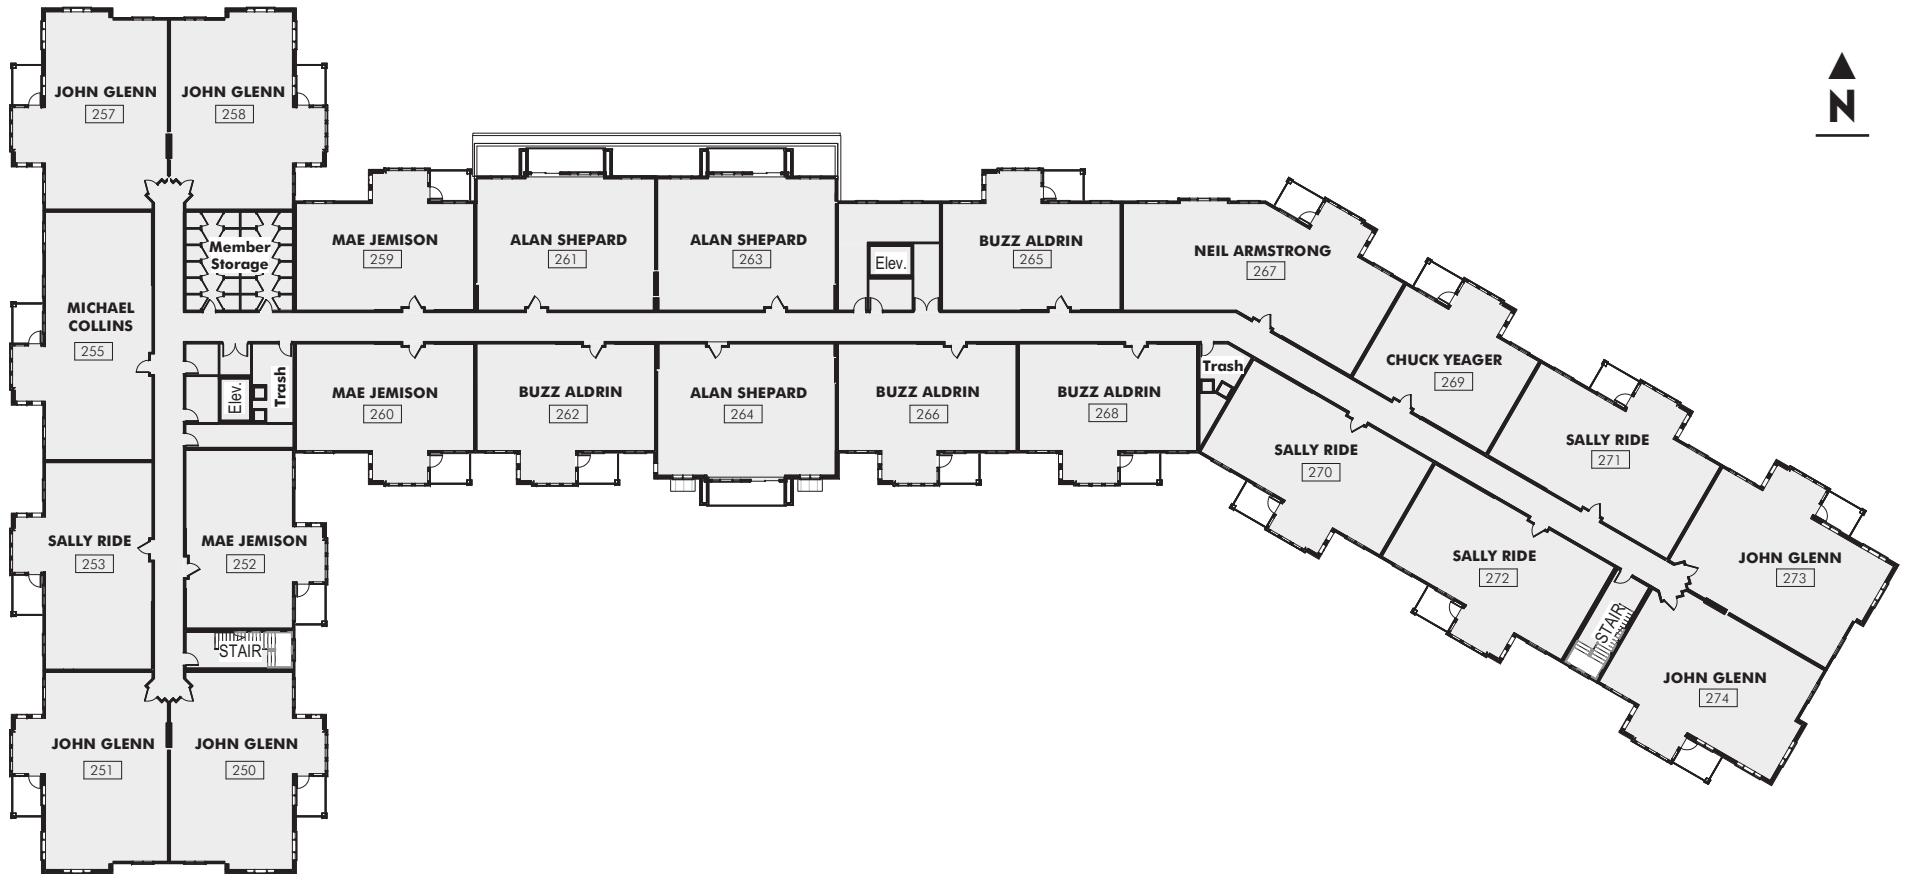 JOHN GLENN
257
JOHN GLENN
258
N
Member
Storage
MAE JEMISON
259
ALAN SHEPARD
261
ALAN SHEPARD
263
Elev.
BUZZ ALDRIN
265
NEIL ARMSTRONG
267
MICHAEL
COLLINS
255
Elev.
Trash
MAE JEMISON
260
BUZZ ALDRIN
262
ALAN SHEPARD
264
BUZZ ALDRIN
266
BUZZ ALDRIN
268
Trash
CHUCK YEAGER
269
SALLY RIDE
270
SALLY RIDE
271
SALLY RIDE
253
MAE JEMISON
252
SALLY RIDE
272
JOHN GLENN
273
STAIR
STAIR
JOHN GLENN
274
JOHN GLENN
251
JOHN GLENN
250